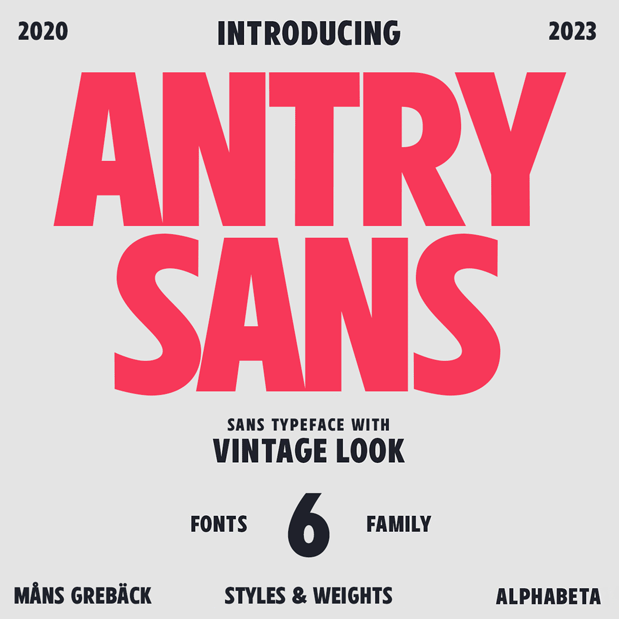 2020 INTRODUCING 2023
ANTRY
SANS
SANS TYPEFACE WITH
VINTAGE LOOK
FONTS 6 FAMILY
MÅNS GREBÄCK STYLES & WEIGHTS ALPHABETA